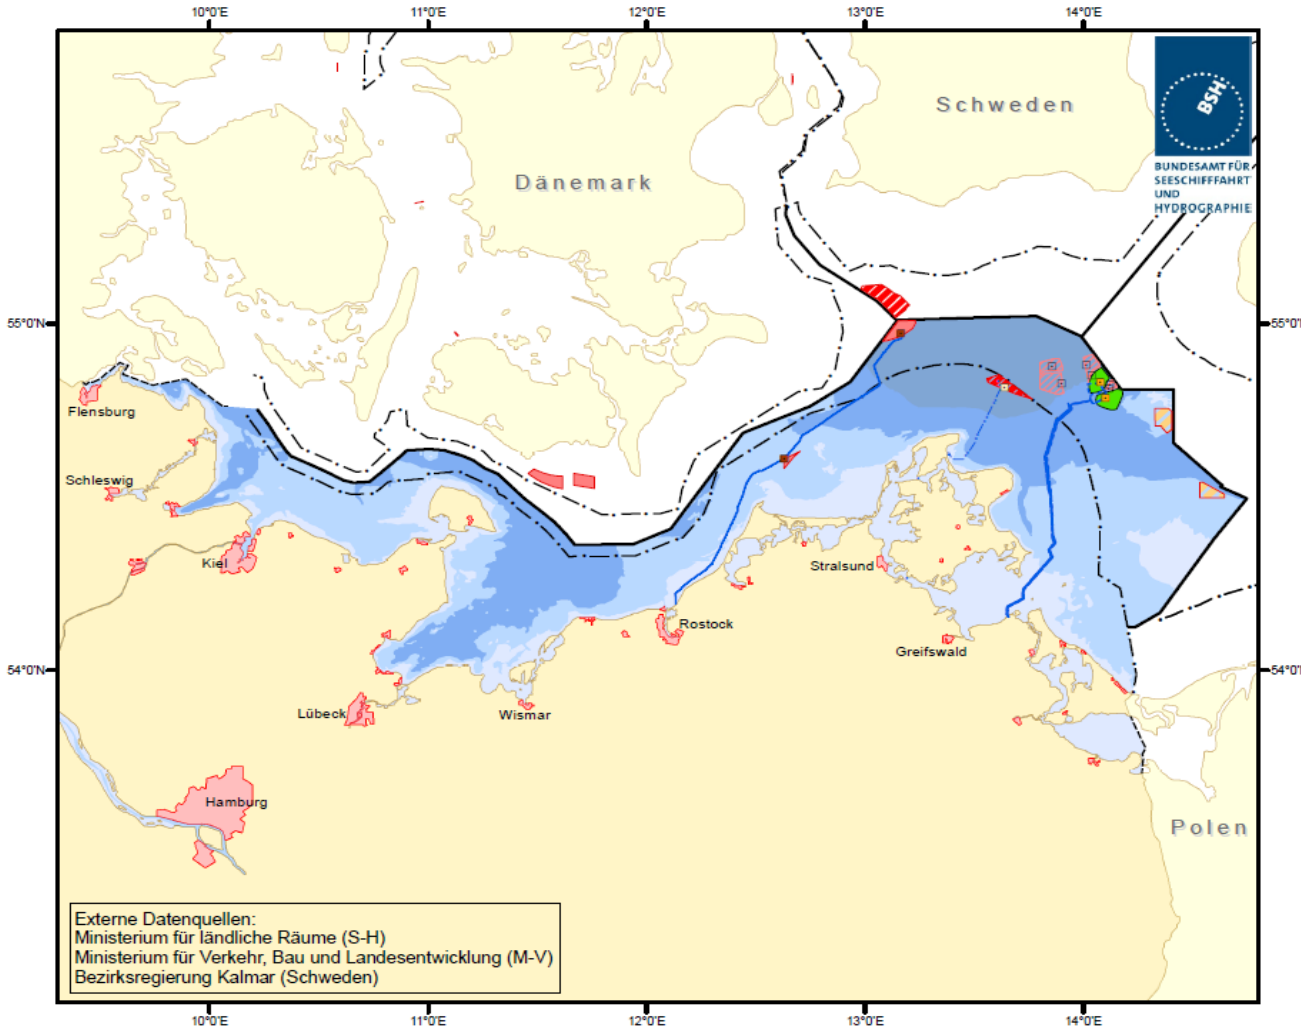 10°0'E 11°0'E 12°0'E 13°0'E 14°0'E
Schweden
BSH
BUNDESAMT FÜR
SEESCHIFFFAHRT
UND
HYDROGRAPHIE
Dänemark
55°0'N 55°0'N
Flensburg
Schleswig
Kiel
Stralsund
Rostock
Greifswald
54°0'N 54°0'N
Lübeck
Wismar
Hamburg
Polen
Externe Datenquellen:
Ministerium für ländliche Räume (S-H)
Ministerium für Verkehr, Bau und Landesentwicklung (M-V)
Bezirksregierung Kalmar (Schweden)
10°0'E 11°0'E 12°0'E 13°0'E 14°0'E